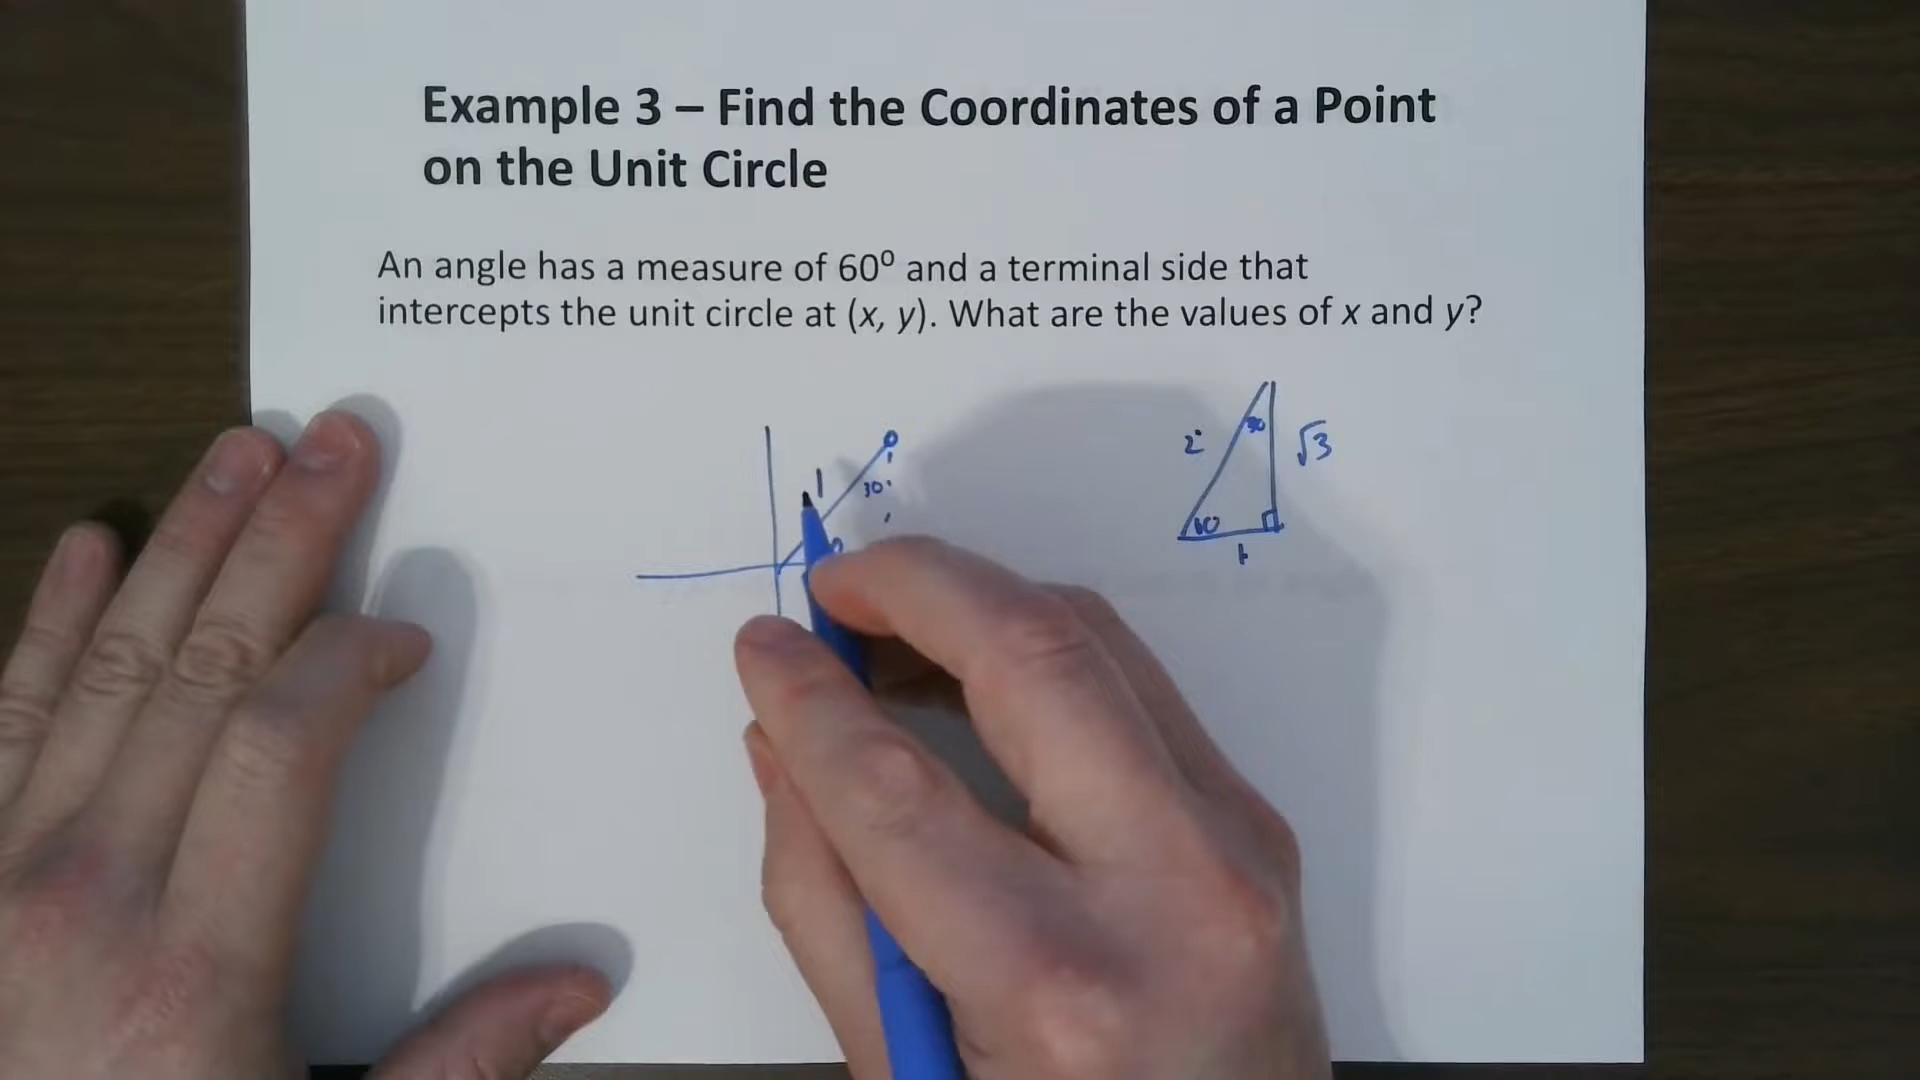 Example 3 – Find the Coordinates of a Point
on the Unit Circle
An angle has a measure of 60⁰ and a terminal side that
intercepts the unit circle at (x, y). What are the values of x and y?
1
30
2
30
√3
60
1